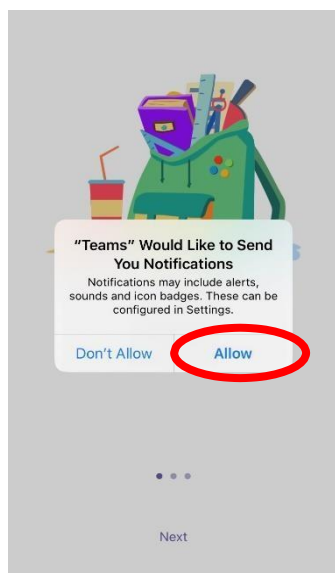 "Teams" Would Like to Send
You Notifications
Notifications may include alerts,
sounds and icon badges. These can be
configured in Settings.
Don't Allow
Allow
Next